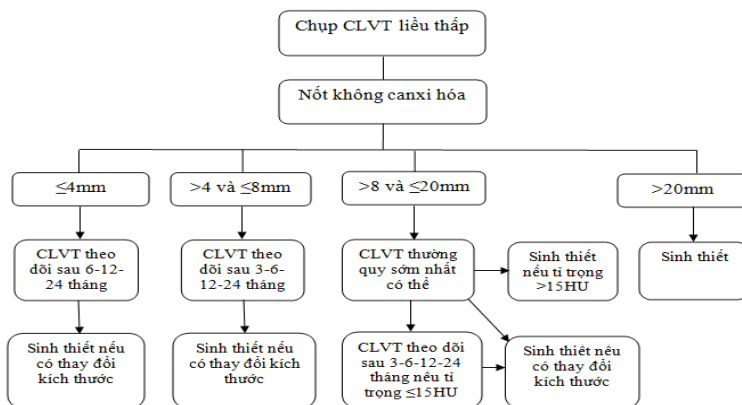 Chụp CLVT liều thấp
Nốt không canxi hóa
≤4mm
>4 và ≤8mm
>8 và ≤20mm
>20mm
CLVT theo
dõi sau 6-12-
24 tháng
CLVT theo
dõi sau 3-6-
12-24 tháng
CLVT thường
quy sớm nhất
có thể
Sinh thiết
nếu tỉ trọng
>15HU
Sinh thiết
Sinh thiết nếu
có thay đổi
kích thước
Sinh thiết nếu
có thay đổi kích
thước
CLVT theo dõi
sau 3-6-12-24
tháng nếu tỉ
trọng ≤15HU
Sinh thiết nếu
có thay đổi
kích thước